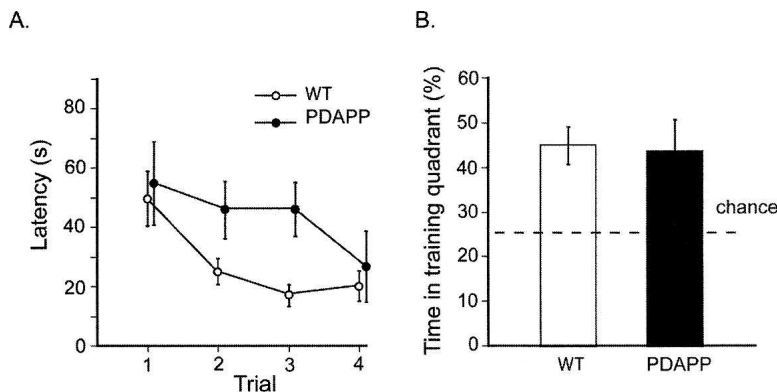 A.
WT
PDAPP
Latency (s)
80
60
40
20
0
1 2 3 4
Trial
B.
Time in training quadrant (%)
60
50
40
30
20
10
0
chance
WT PDAPP